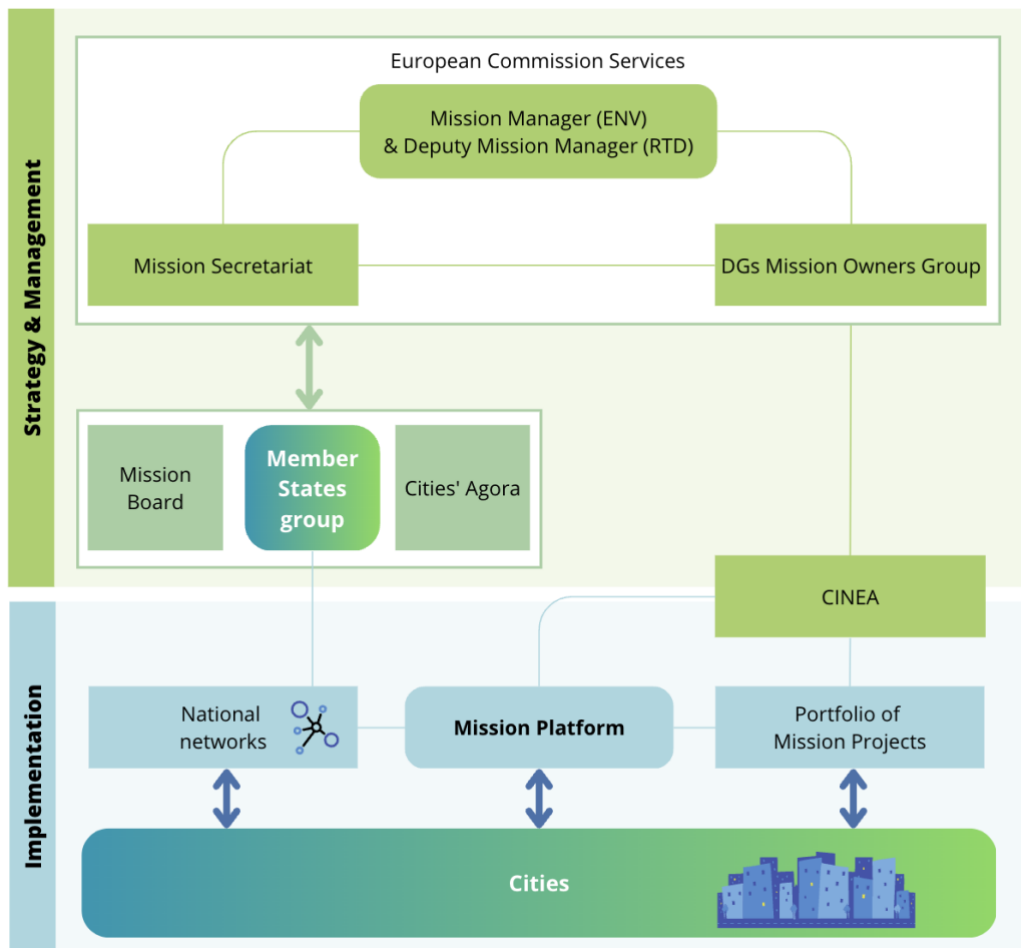 Strategy & Management
European Commission Services
Mission Manager (ENV)
& Deputy Mission Manager (RTD)
Mission Secretariat
DGs Mission Owners Group
Mission
Board
Member
States
group
Cities' Agora
CINEA
Implementation
National
networks
Mission Platform
Portfolio of
Mission Projects
Cities